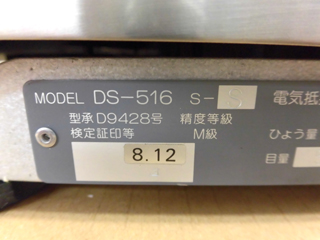 MODEL DS-516 S- 電気抵
型承D9428号 精度等級
検定証印等 M級 ひょう量
8.12 目量